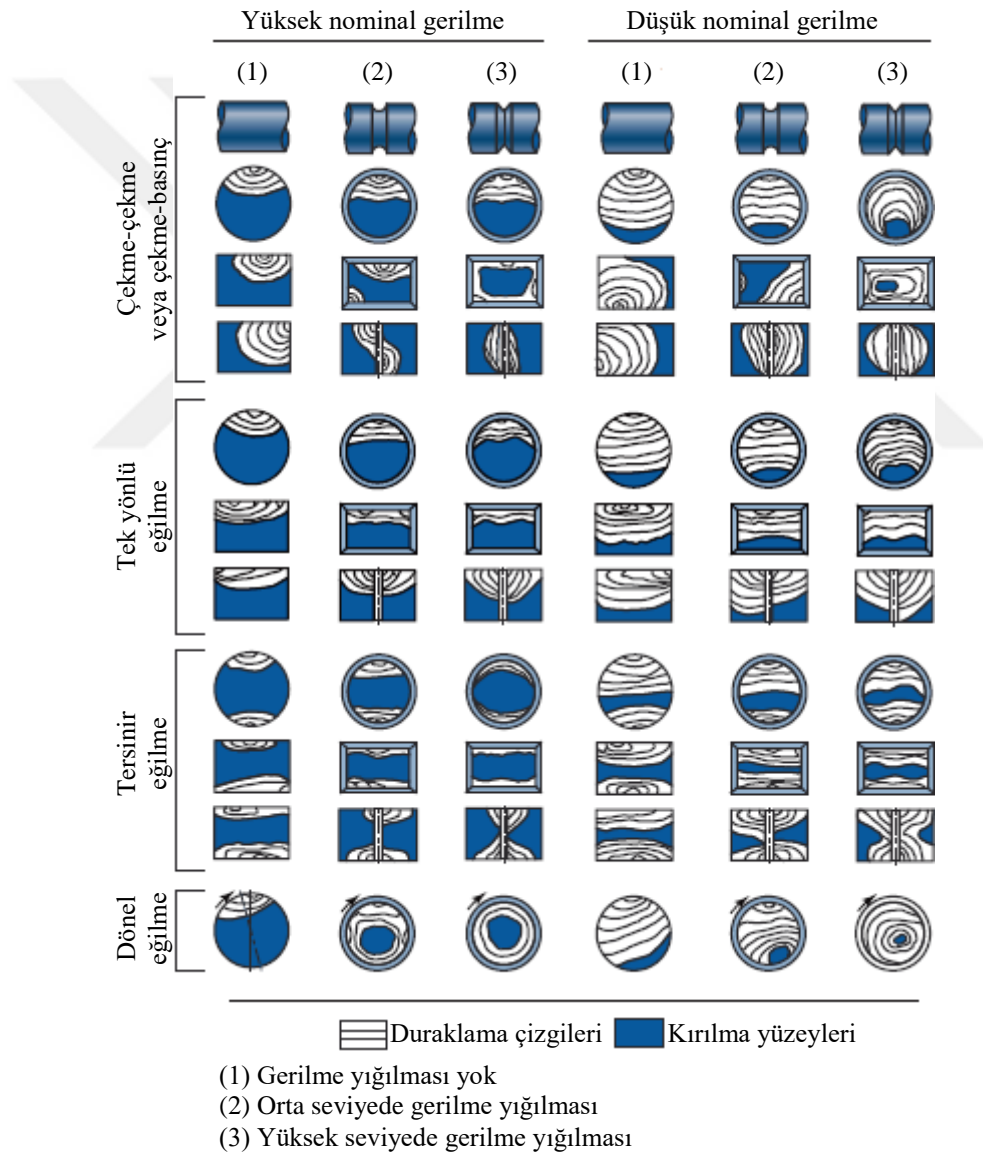 Yüksek nominal gerilme
Düşük nominal gerilme
(1)
(2)
(3)
(1)
(2)
(3)
Çekme-çekme
veya çekme-basınç
Tek yönlü
eğilme
Tersinir
eğilme
Dönel
eğilme
Duraklama çizgileri
Kırılma yüzeyleri
(1) Gerilme yığılması yok
(2) Orta seviyede gerilme yığılması
(3) Yüksek seviyede gerilme yığılması